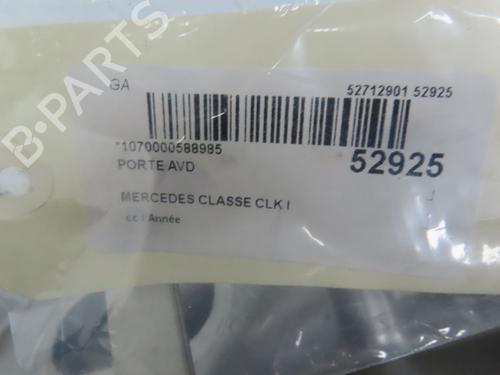 GA 52712901 52925
*1070000588985 52925
PORTE AVD
MERCEDES CLASSE CLK I J
cc / Année
B-PARTS